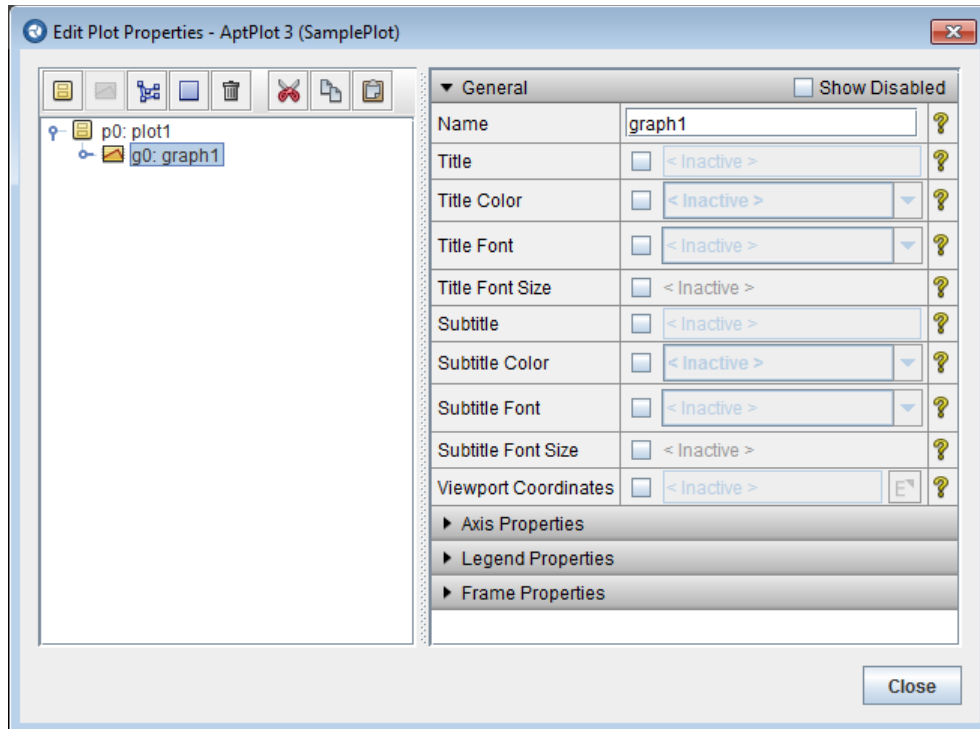 Edit Plot Properties - AptPlot 3 (SamplePlot)
p0: plot1
g0: graph1
General
Show Disabled
Name
graph1
Title
< Inactive >
Title Color
< Inactive >
Title Font
< Inactive >
Title Font Size
< Inactive >
Subtitle
< Inactive >
Subtitle Color
< Inactive >
Subtitle Font
< Inactive >
Subtitle Font Size
< Inactive >
Viewport Coordinates
< Inactive >
E
Axis Properties
Legend Properties
Frame Properties
Close